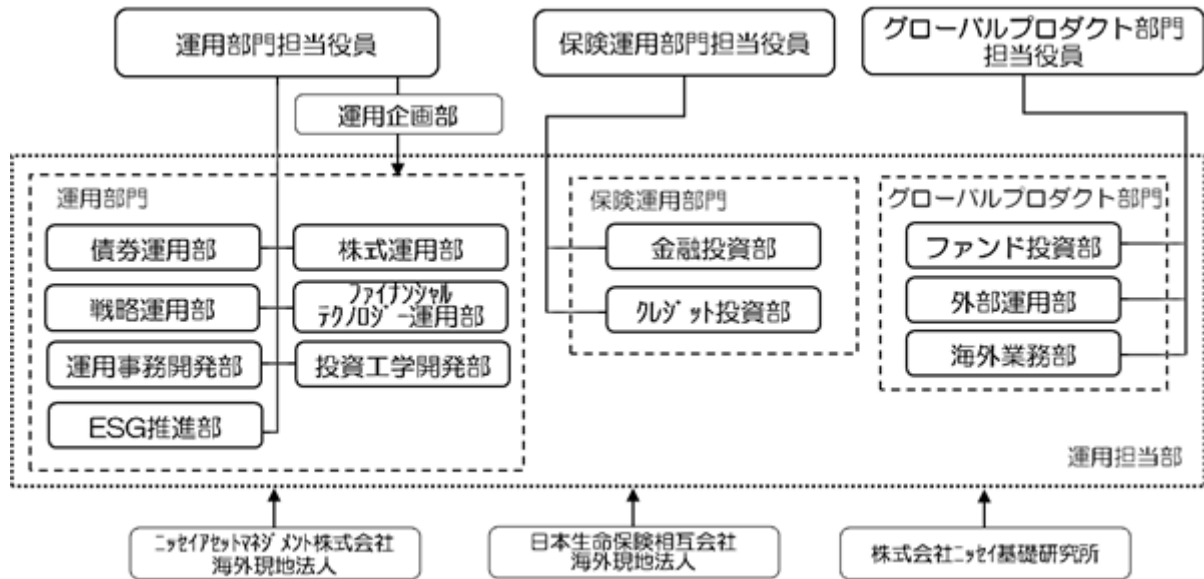 運用部門担当役員
保険運用部門担当役員
グローバルプロダクト部門
担当役員
運用企画部
運用部門
債券運用部
株式運用部
戦略運用部
ファイナンシャル
テクノロジー運用部
運用事務開発部
投資工学開発部
ESG推進部
保険運用部門
金融投資部
クレジット投資部
グローバルプロダクト部門
ファンド投資部
外部運用部
海外業務部
運用担当部
ニッセイアセットマネジメント株式会社
海外現地法人
日本生命保険相互会社
海外現地法人
株式会社ニッセイ基礎研究所